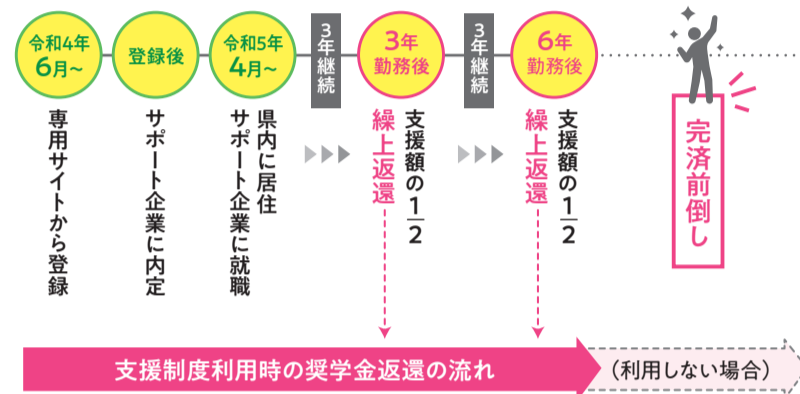 令和4年
6月〜
専用サイトから登録
登録後
サポート企業に内定
令和5年
4月〜
県内に居住
サポート企業に就職
3年継続
3年
勤務後
支援額の1/2
繰上返還
3年継続
6年
勤務後
支援額の1/2
繰上返還
完済前倒し
支援制度利用時の奨学金返還の流れ
（利用しない場合）